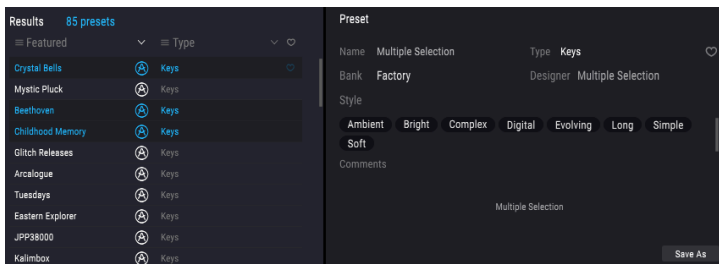 Results 85 presets
Featured Type
Crystal Bells Keys
Mystic Pluck Keys
Beethoven Keys
Childhood Memory Keys
Glitch Releases Keys
Arcalogue Keys
Tuesdays Keys
Eastern Explorer Keys
JPP38000 Keys
Kalimbox Keys
Preset
Name Multiple Selection Type Keys
Bank Factory Designer Multiple Selection
Style
Ambient Bright Complex Digital Evolving Long Simple
Soft
Comments
Multiple Selection
Save As